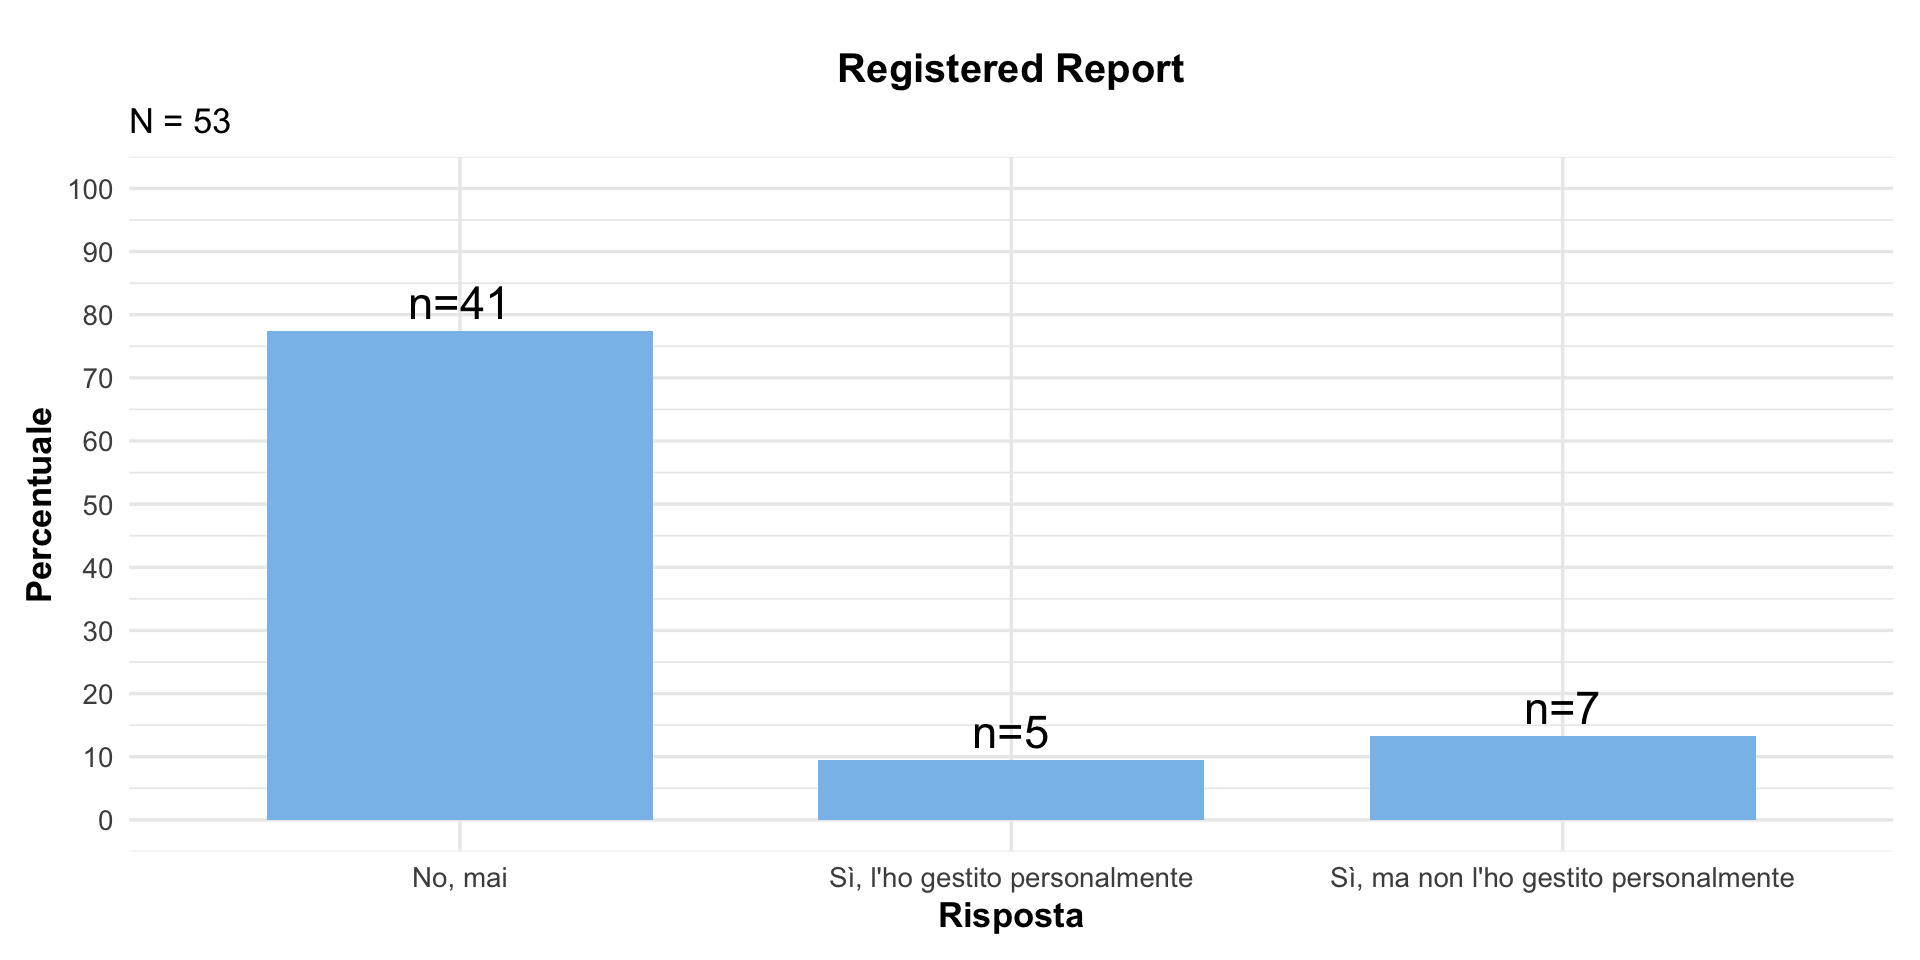 Registered Report
N = 53
Percentuale
100
90
80
70
60
50
40
30
20
10
0
n=41
n=5
n=7
No, mai
Sì, l'ho gestito personalmente
Sì, ma non l'ho gestito personalmente
Risposta